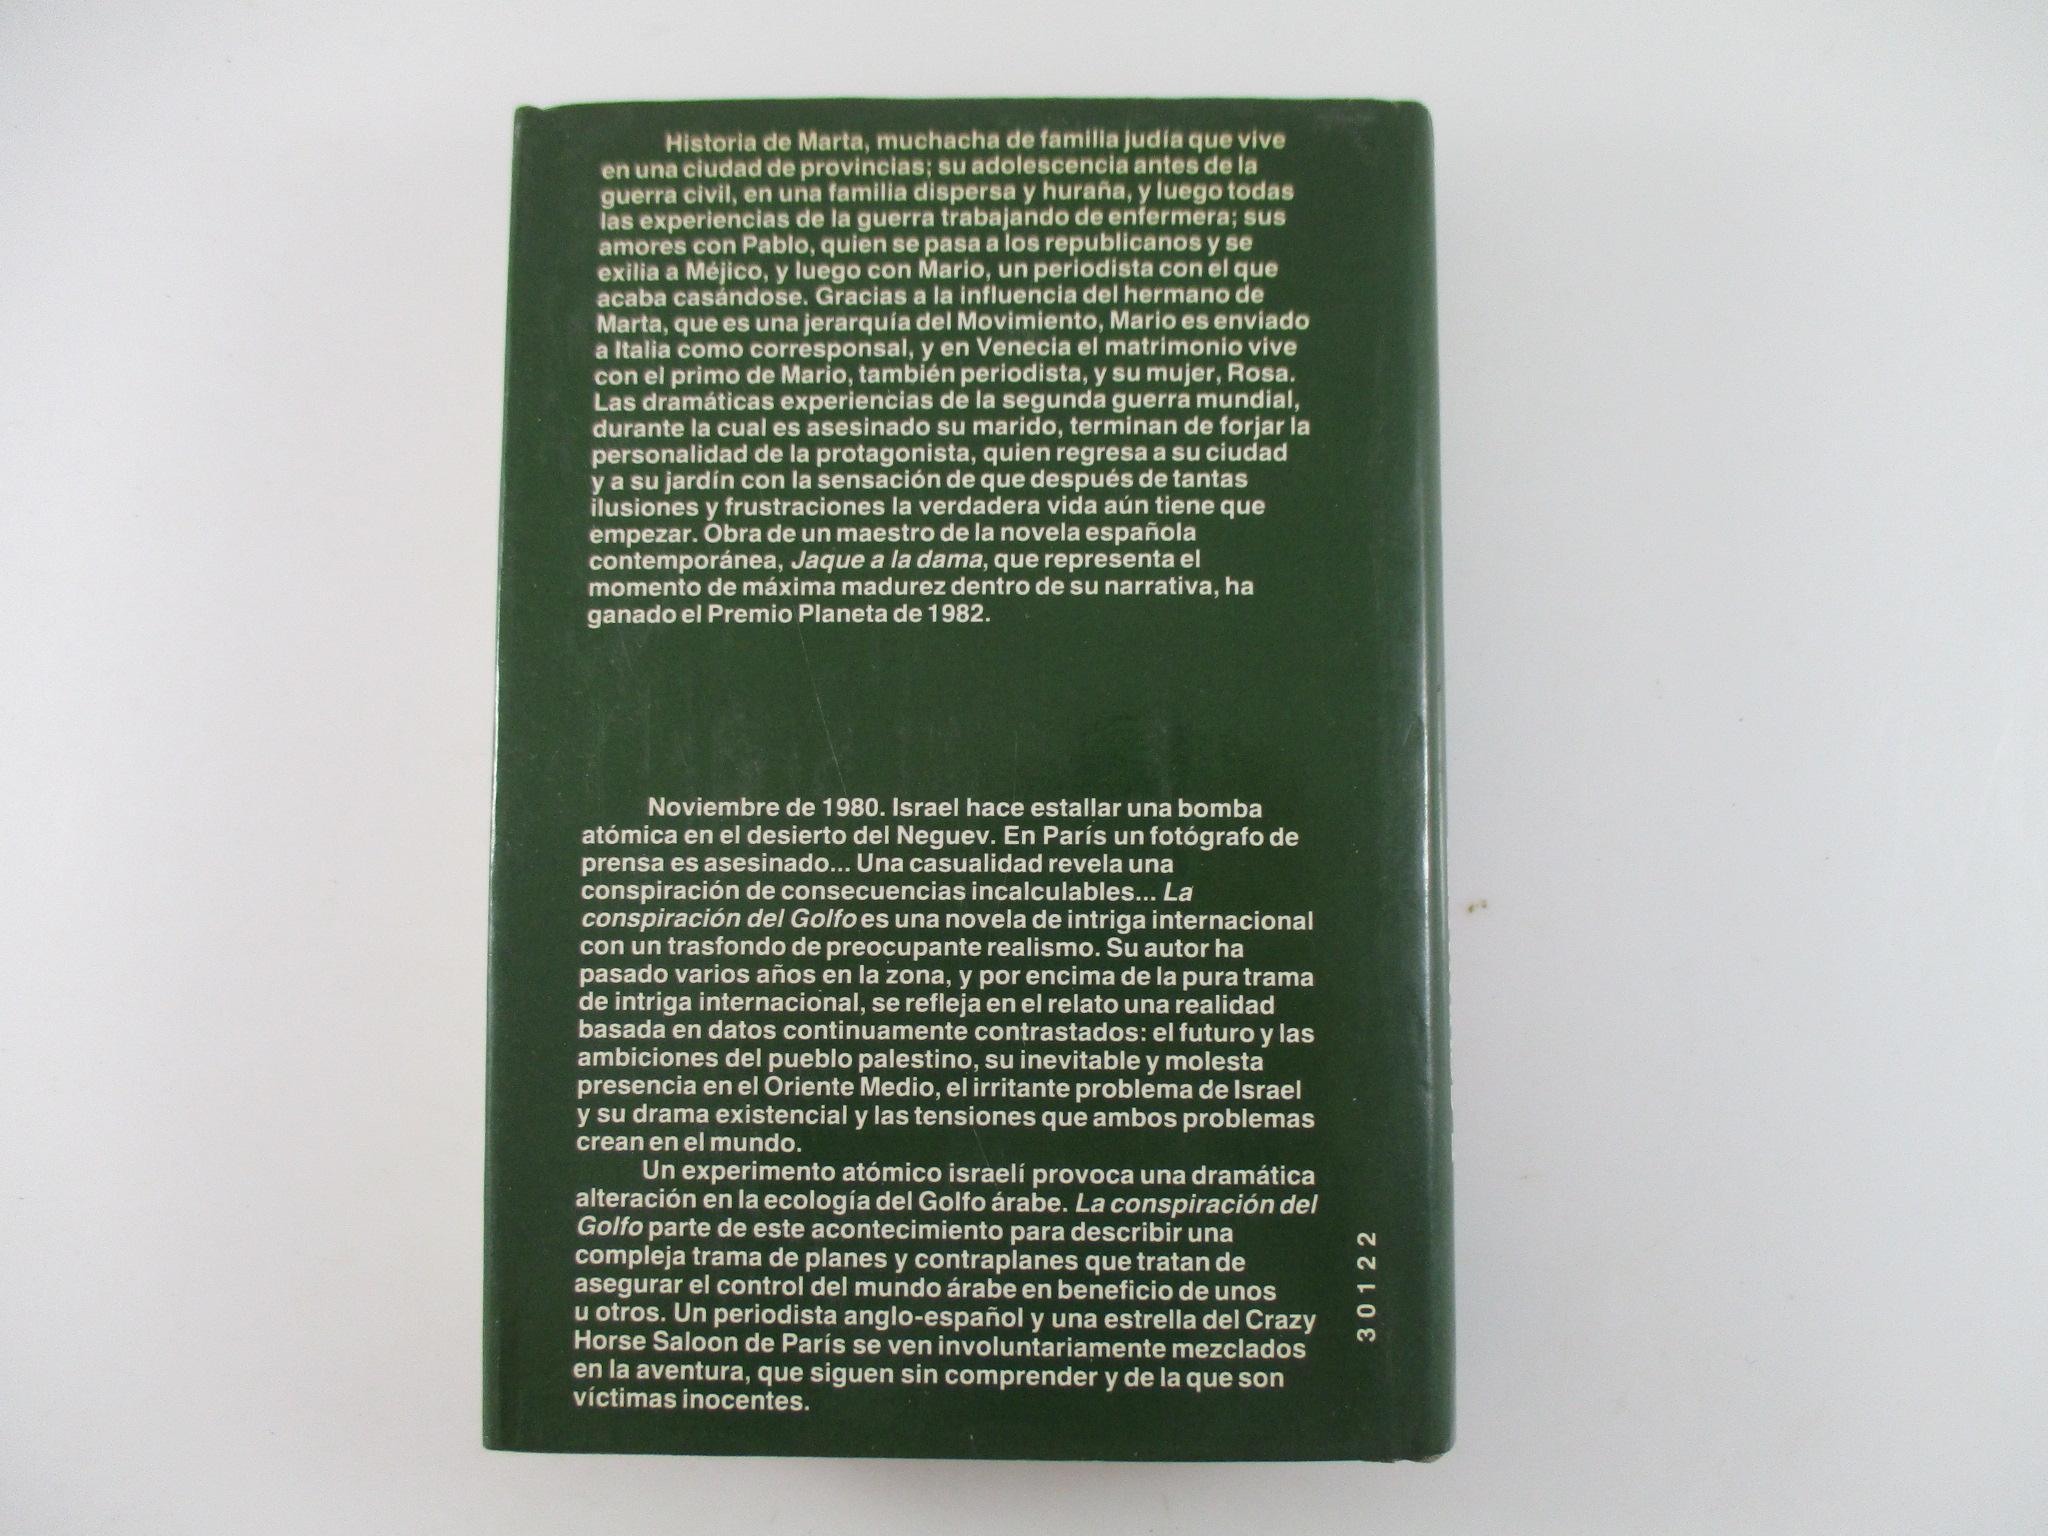 Historia de Marta, muchacha de familia judía que vive
en una ciudad de provincias; su adolescencia antes de la
guerra civil, en una familia dispersa y huraña, y luego todas
las experiencias de la guerra trabajando de enfermera; sus
amores con Pablo, quien se pasa a los republicanos y se
exilia a Méjico, y luego con Mario, un periodista con el que
acaba casándose. Gracias a la influencia del hermano de
Marta, que es una jerarquía del Movimiento, Mario es enviado
a Italia como corresponsal, y en Venecia el matrimonio vive
con el primo de Mario, también periodista, y su mujer, Rosa.
Las dramáticas experiencias de la segunda guerra mundial,
durante la cual es asesinado su marido, terminan de forjar la
personalidad de la protagonista, quien regresa a su ciudad
y a su jardín con la sensación de que después de tantas
ilusiones y frustraciones la verdadera vida aún tiene que
empezar. Obra de un maestro de la novela española
contemporánea, Jaque a la dama, que representa el
momento de máxima madurez dentro de su narrativa, ha
ganado el Premio Planeta de 1982.
Noviembre de 1980. Israel hace estallar una bomba
atómica en el desierto del Neguev. En París un fotógrafo de
prensa es asesinado... Una casualidad revela una
conspiración de consecuencias incalculables... La
conspiración del Golfo es una novela de intriga internacional
con un trasfondo de preocupante realismo. Su autor ha
pasado varios años en la zona, y por encima de la pura trama
de intriga internacional, se refleja en el relato una realidad
basada en datos continuamente contrastados: el futuro y las
ambiciones del pueblo palestino, su inevitable y molesta
presencia en el Oriente Medio, el irritante problema de Israel
y su drama existencial y las tensiones que ambos problemas
crean en el mundo.
Un experimento atómico israelí provoca una dramática
alteración en la ecología del Golfo árabe. La conspiración del
Golfo parte de este acontecimiento para describir una
compleja trama de planes y contraplanes que tratan de
asegurar el control del mundo árabe en beneficio de unos
u otros. Un periodista anglo-español y una estrella del Crazy
Horse Saloon de París se ven involuntariamente mezclados
en la aventura, que siguen sin comprender y de la que son
víctimas inocentes.
30122